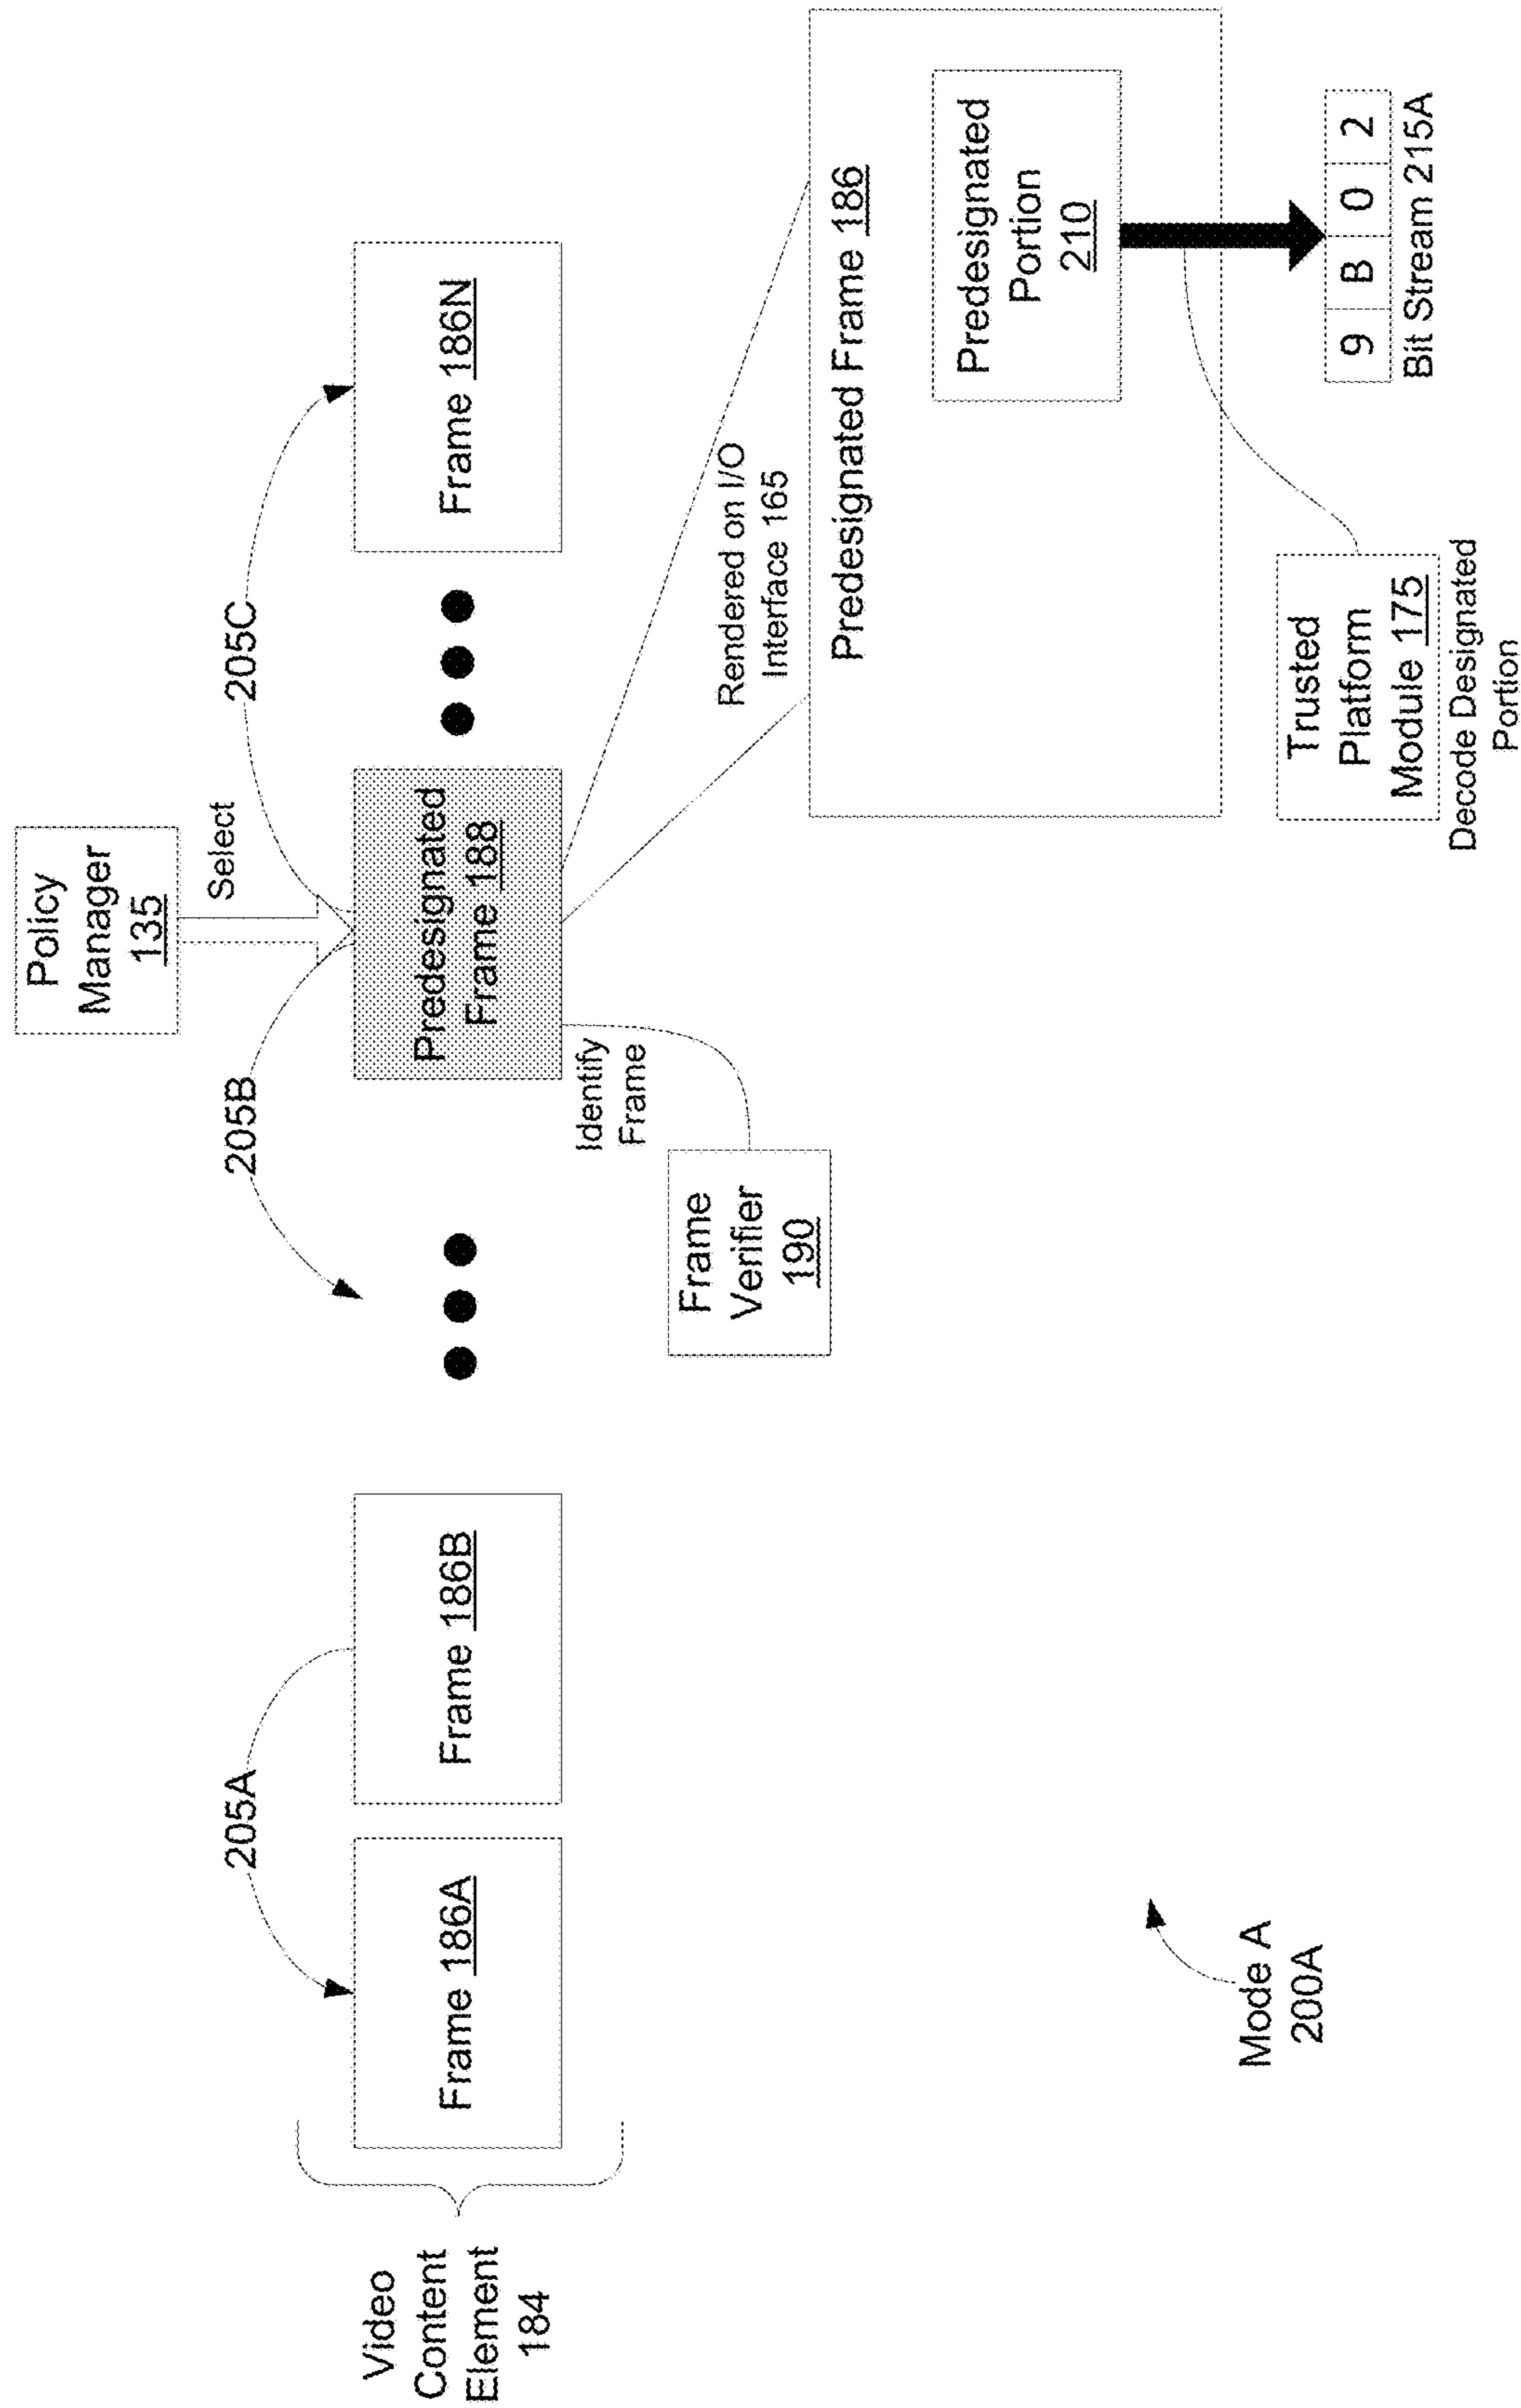 Policy
Manager
135
Select
205A
205B
205C
Video
Content
Element
184
Frame 186A
Frame 186B
Predesignated
Frame 188
Frame 186N
Identify
Frame
Frame
Verifier
190
Rendered on I/O
Interface 165
Predesignated Frame 186
Predesignated
Portion
210
Trusted
Platform
Module 175
Decode Designated
Portion
9 B 0 2
Bit Stream 215A
Mode A
200A